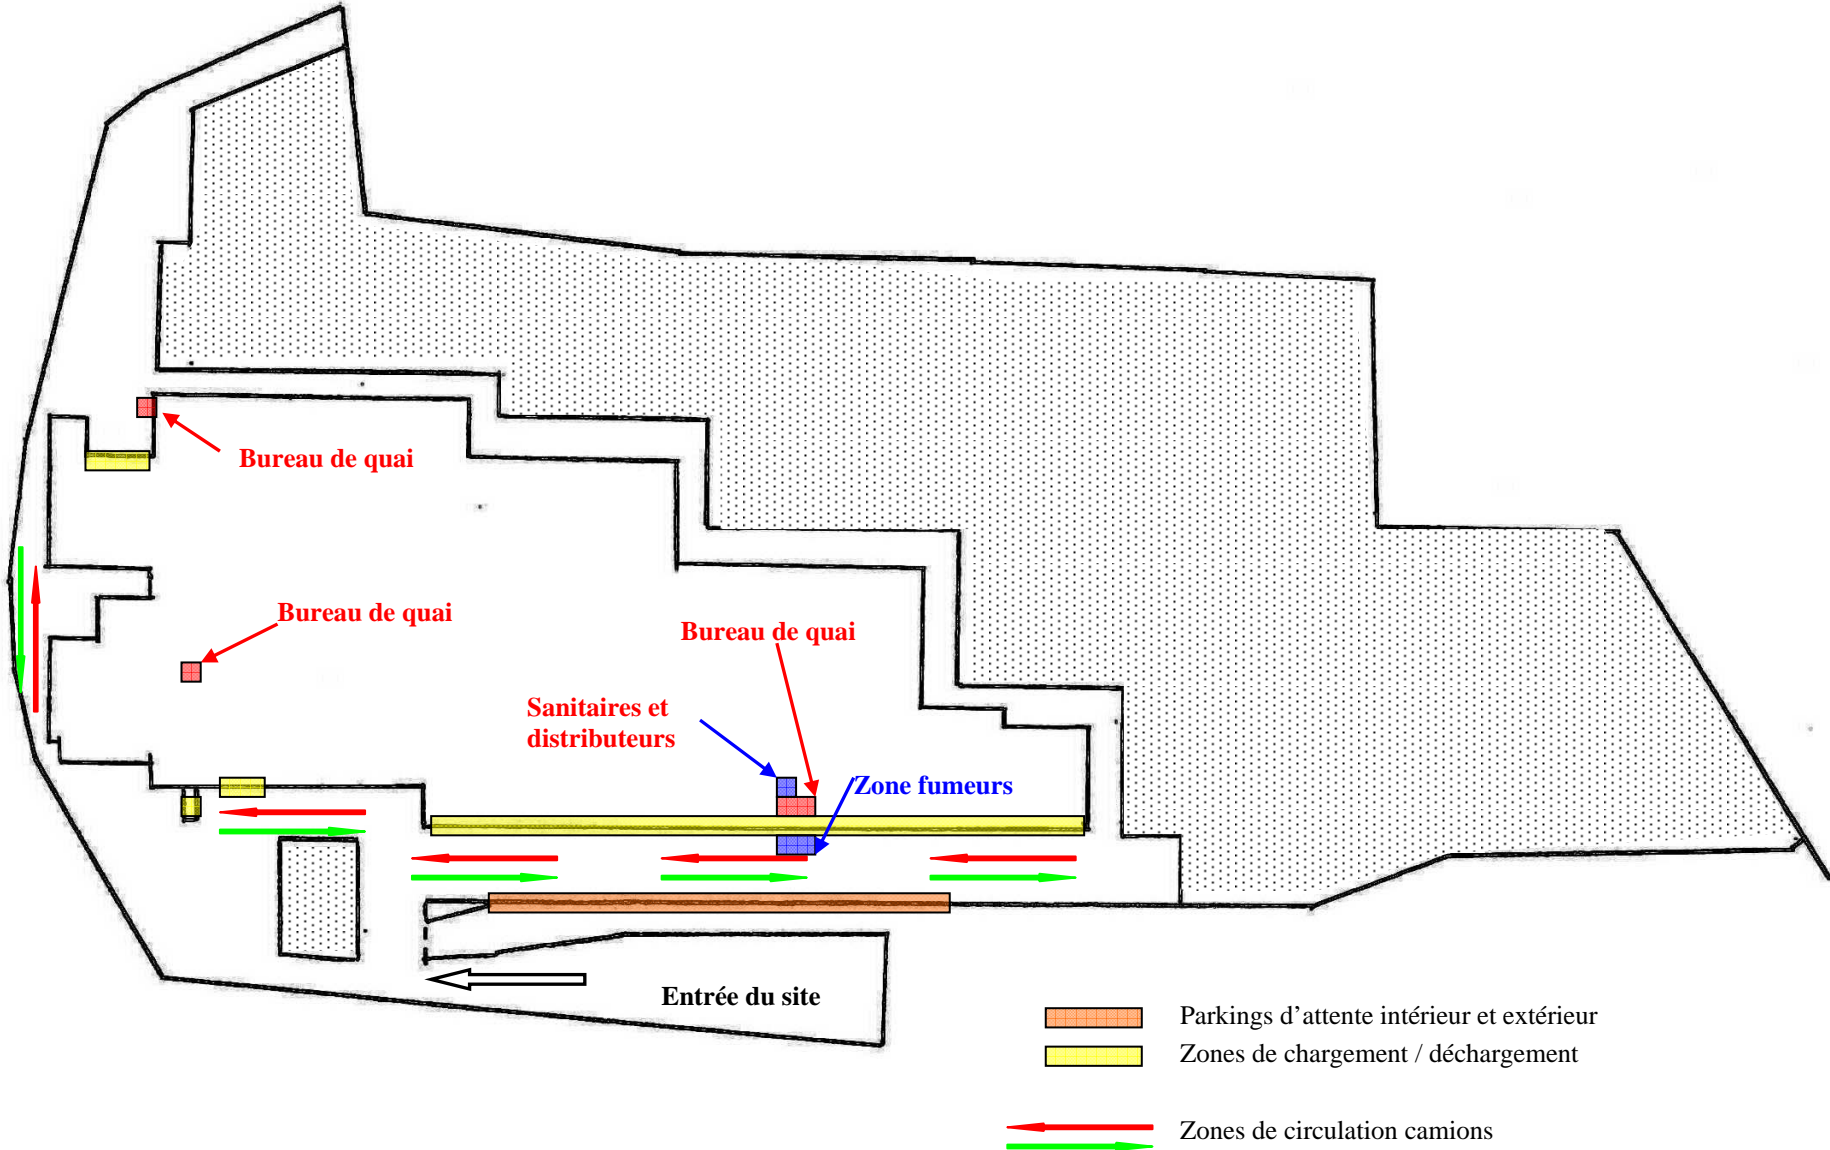 Bureau de quai
Bureau de quai
Bureau de quai
Sanitaires et
distributeurs
Zone fumeurs
Entrée du site
Parkings d’attente intérieur et extérieur
Zones de chargement / déchargement
Zones de circulation camions